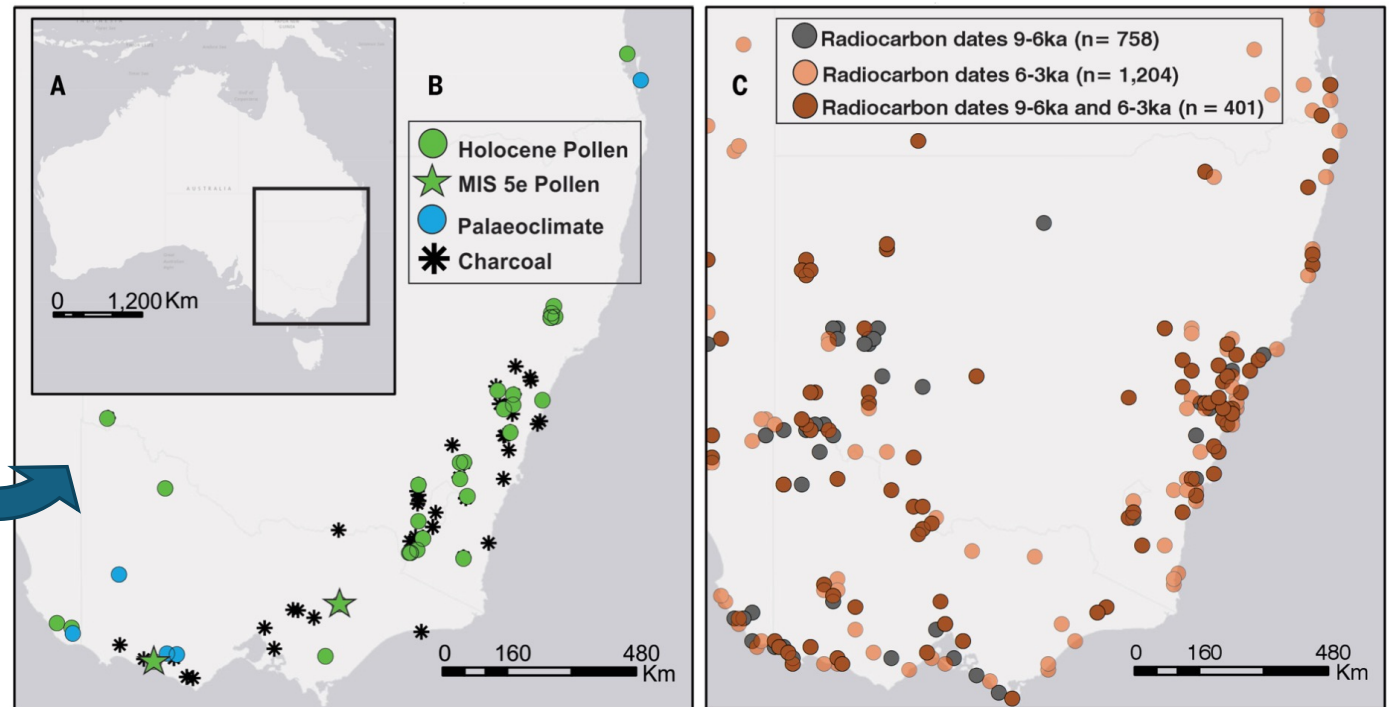 A
AUSTRALIA
0 1,200 Km
B
Holocene Pollen
MIS 5e Pollen
Palaeoclimate
Charcoal
0 160 480
Km
C
Radiocarbon dates 9-6ka (n= 758)
Radiocarbon dates 6-3ka (n= 1,204)
Radiocarbon dates 9-6ka and 6-3ka (n = 401)
0 160 480
Km